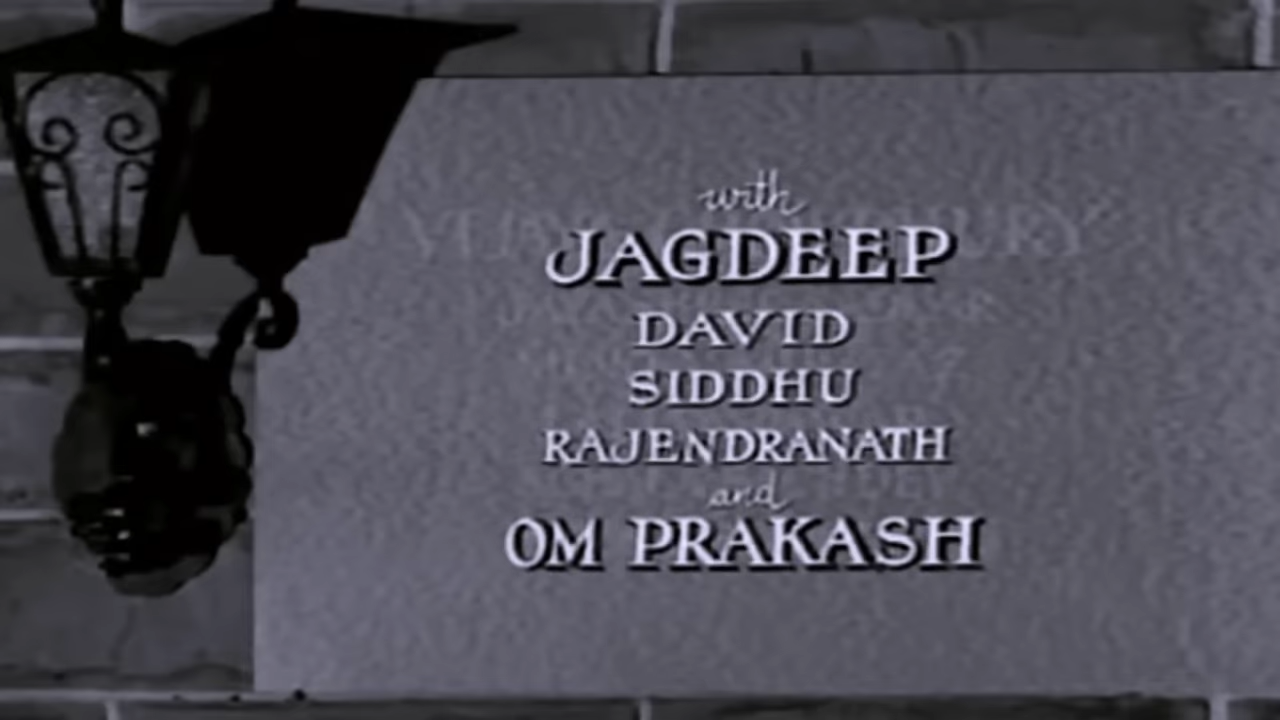 with
JAGDEEP
DAVID
SIDDHU
RAJENDRANATH
and
OM PRAKASH